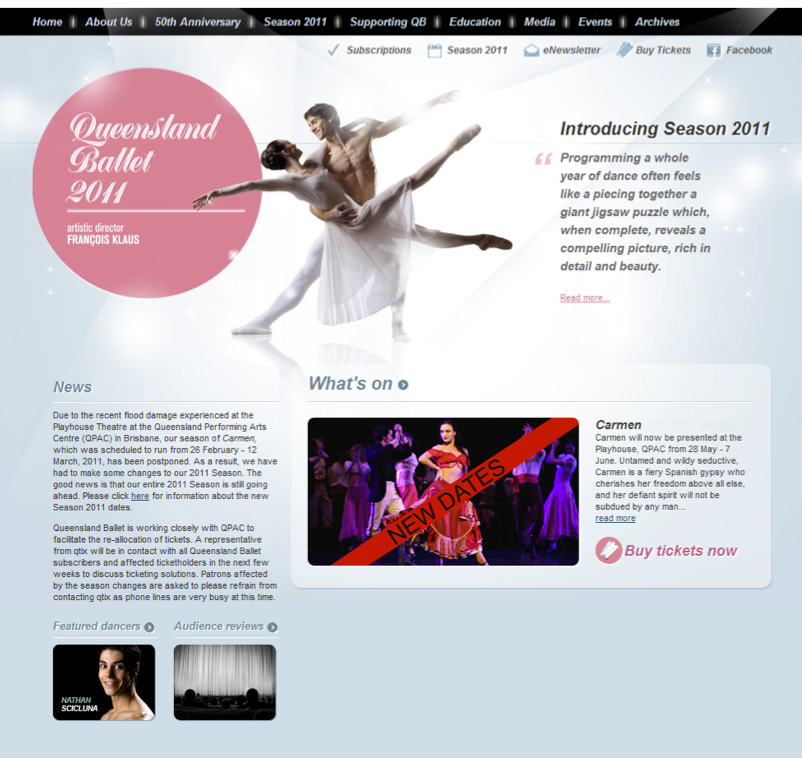 Home About Us 50th Anniversary Season 2011 Supporting QB Education Media Events Archives
Subscriptions Season 2011 eNewsletter Buy Tickets Facebook
Queensland
Ballet
2011
artistic director
FRANÇOIS KLAUS
Introducing Season 2011
“ Programming a whole
year of dance often feels
like a piecing together a
giant jigsaw puzzle which,
when complete, reveals a
compelling picture, rich in
detail and beauty.
Read more...
News
Due to the recent flood damage experienced at the
Playhouse Theatre at the Queensland Performing Arts
Centre (QPAC) in Brisbane, our season of Carmen,
which was scheduled to run from 26 February - 12
March, 2011, has been postponed. As a result, we have
had to make some changes to our 2011 Season. The
good news is that our entire 2011 Season is still going
ahead. Please click here for information about the new
Season 2011 dates.
Queensland Ballet is working closely with QPAC to
facilitate the re-allocation of tickets. A representative
from qtix will be in contact with all Queensland Ballet
subscribers and affected ticketholders in the next few
weeks to discuss ticketing solutions. Patrons affected
by the season changes are asked to please refrain from
contacting qtix as phone lines are very busy at this time.
What's on
NEW DATES
Carmen
Carmen will now be presented at the
Playhouse, QPAC from 28 May - 7
June. Untamed and wildy seductive,
Carmen is a fiery Spanish gypsy who
cherishes her freedom above all else,
and her defiant spirit will not be
subdued by any man...
read more
Buy tickets now
Featured dancers Audience reviews
NATHAN
SCICLUNA